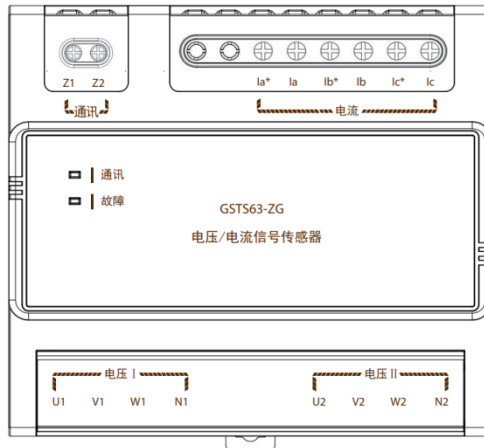 Z1 Z2
通讯
Ia* Ia Ib* Ib Ic* Ic
电流
通讯
故障
GSTS63-ZG
电压/电流信号传感器
电压 I
U1 V1 W1 N1
电压 II
U2 V2 W2 N2